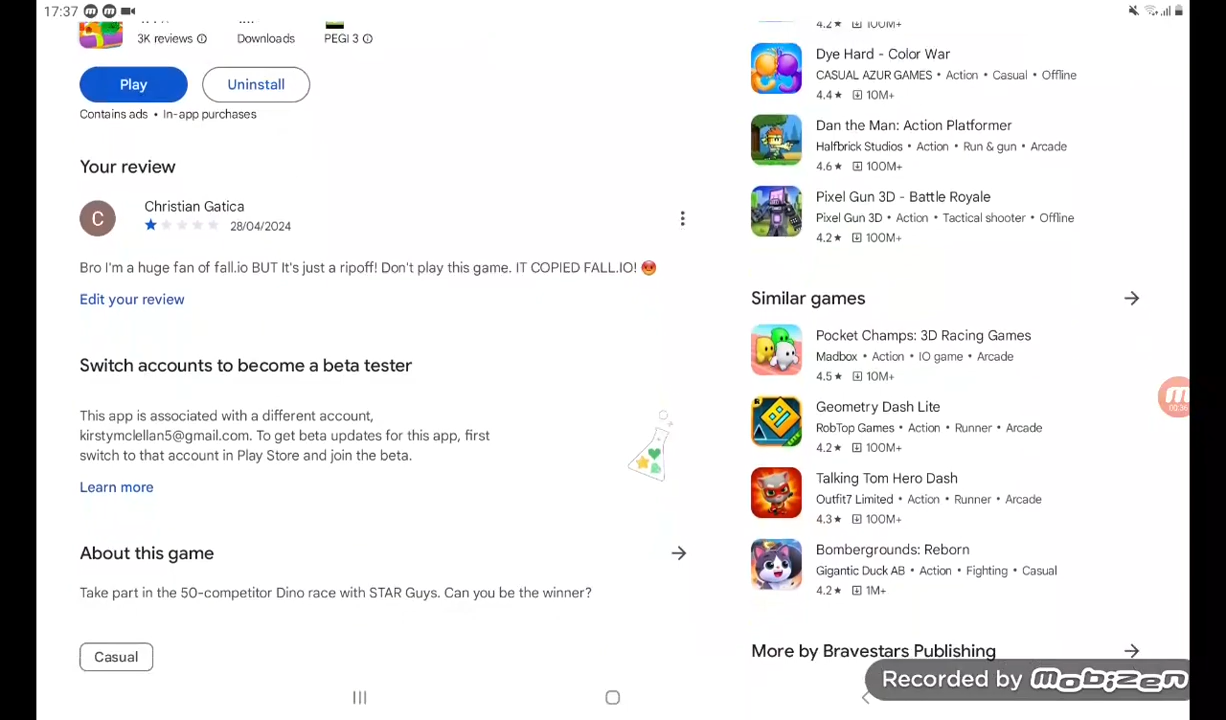 17:37
3K reviews
Downloads
PEGI 3
Play
Uninstall
Contains ads • In-app purchases
Your review
C
Christian Gatica
28/04/2024
Bro I'm a huge fan of fall.io BUT It's just a ripoff! Don't play this game. IT COPIED FALL.IO! 😡
Edit your review
Switch accounts to become a beta tester
This app is associated with a different account,
kirstymclellan5@gmail.com. To get beta updates for this app, first
switch to that account in Play Store and join the beta.
Learn more
About this game
Take part in the 50-competitor Dino race with STAR Guys. Can you be the winner?
Casual
4.2★ 100M+
Dye Hard - Color War
CASUAL AZUR GAMES • Action • Casual • Offline
4.4★ 10M+
Dan the Man: Action Platformer
Halfbrick Studios • Action • Run & gun • Arcade
4.6★ 100M+
Pixel Gun 3D - Battle Royale
Pixel Gun 3D • Action • Tactical shooter • Offline
4.2★ 100M+
Similar games
Pocket Champs: 3D Racing Games
Madbox • Action • IO game • Arcade
4.5★ 10M+
Geometry Dash Lite
RobTop Games • Action • Runner • Arcade
4.2★ 100M+
Talking Tom Hero Dash
Outfit7 Limited • Action • Runner • Arcade
4.3★ 100M+
Bombergrounds: Reborn
Gigantic Duck AB • Action • Fighting • Casual
4.2★ 1M+
More by Bravestars Publishing
00:36
Recorded by mobizen